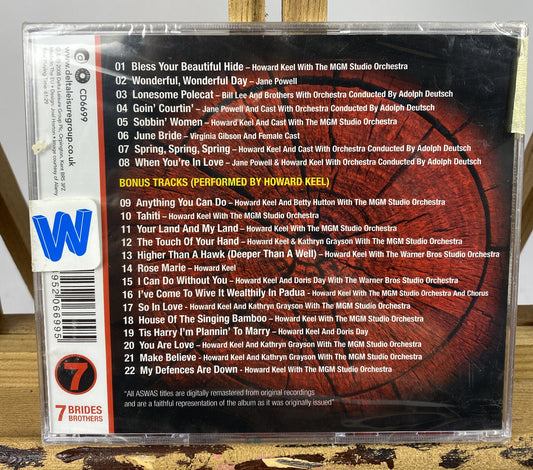 01 Bless Your Beautiful Hide – Howard Keel With The MGM Studio Orchestra
02 Wonderful, Wonderful Day – Jane Powell
03 Lonesome Polecat – Bill Lee And Brothers With Orchestra Conducted By Adolph Deutsch
04 Goin' Courtin' – Jane Powell And Cast With Orchestra Conducted By Adolph Deutsch
05 Sobbin' Women – Howard Keel And Cast With The MGM Studio Orchestra
06 June Bride – Virginia Gibson And Female Cast
07 Spring, Spring, Spring – Howard Keel And Cast With Orchestra Conducted By Adolph Deutsch
08 When You're In Love – Jane Powell & Howard Keel With Orchestra Conducted By Adolph Deutsch
BONUS TRACKS (PERFORMED BY HOWARD KEEL)
09 Anything You Can Do – Howard Keel And Betty Hutton With The MGM Studio Orchestra
10 Tahiti – Howard Keel With The MGM Studio Orchestra
11 Your Land And My Land – Howard Keel With The MGM Studio Orchestra
12 The Touch Of Your Hand – Howard Keel & Kathryn Grayson With The MGM Studio Orchestra
13 Higher Than A Hawk (Deeper Than A Well) – Howard Keel With The Warner Bros Studio Orchestra
14 Rose Marie – Howard Keel
15 I Can Do Without You – Howard Keel And Doris Day With The Warner Bros Studio Orchestra
16 I've Come To Wive It Wealthily In Padua – Howard Keel With The MGM Studio Orchestra And Chorus
17 So In Love – Howard Keel And Kathryn Grayson With The MGM Studio Orchestra
18 House Of The Singing Bamboo – Howard Keel With The MGM Studio Orchestra
19 Tis Harry I'm Plannin' To Marry – Howard Keel And Doris Day
20 You Are Love – Howard Keel And Kathryn Grayson With The MGM Studio Orchestra
21 Make Believe – Howard Keel And Kathryn Grayson With The MGM Studio Orchestra
22 My Defences Are Down – Howard Keel With The MGM Studio Orchestra
"All ASWAS titles are digitally remastered from original recordings
and are a faithful representation of the album as it was originally issued"
CD6699
www.deltaleisuregroup.co.uk
W
952066995
7
7 BRIDES
BROTHERS